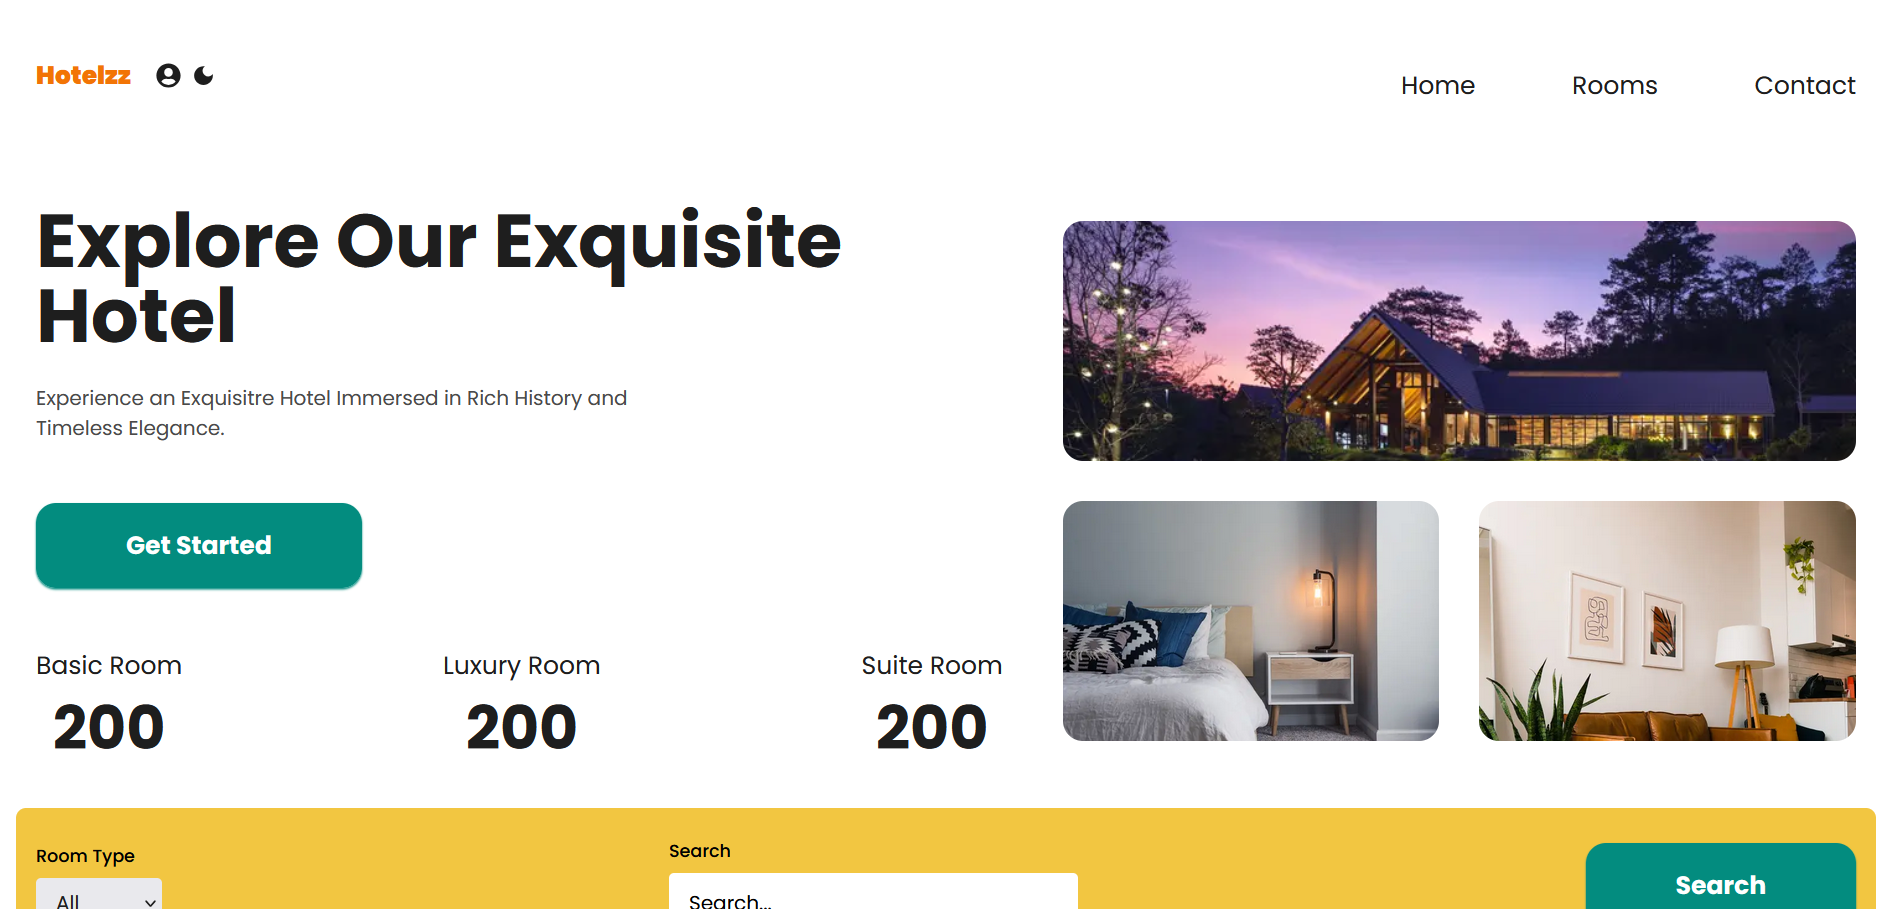 Hotelzz
Home
Rooms
Contact
Explore Our Exquisite
Hotel
Experience an Exquisitre Hotel Immersed in Rich History and
Timeless Elegance.
Get Started
Basic Room
200
Luxury Room
200
Suite Room
200
Room Type
All
Search
Search...
Search